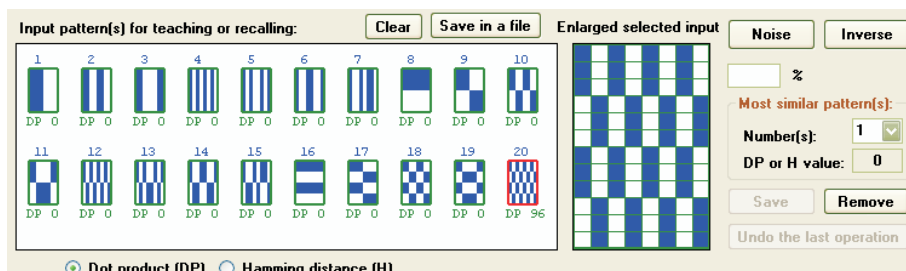 Input pattern(s) for teaching or recalling:
Clear
Save in a file
Enlarged selected input
Noise
Inverse
1 2 3 4 5 6 7 8 9 10
DP 0 DP 0 DP 0 DP 0 DP 0 DP 0 DP 0 DP 0 DP 0 DP 0
11 12 13 14 15 16 17 18 19 20
DP 0 DP 0 DP 0 DP 0 DP 0 DP 0 DP 0 DP 0 DP 0 DP 96
%
Most similar pattern(s):
Number(s): 1
DP or H value: 0
Save
Remove
Undo the last operation
Dot product (DP) Hamming distance (H)